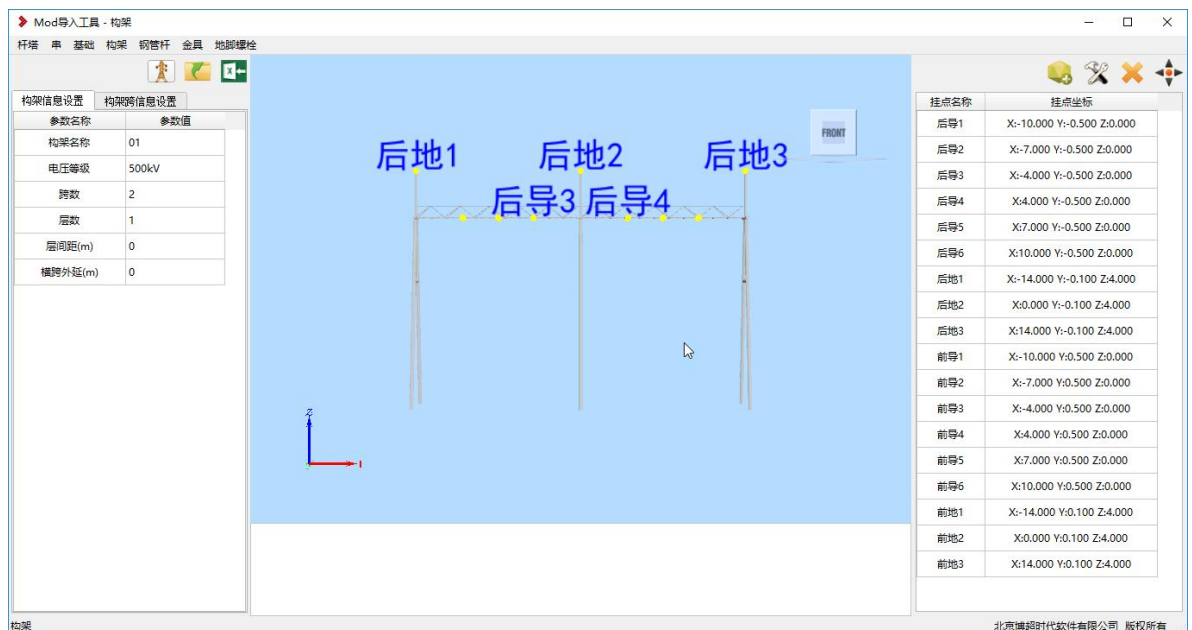 Mod导入工具 - 构架
杆塔 串 基础 构架 钢管杆 金具 地脚螺栓
构架信息设置 构架跨信息设置
参数名称 参数值
构架名称 01
电压等级 500kV
跨数 2
层数 1
层间距(m) 0
横跨外延(m) 0
FRONT
后地1 后地2 后地3
后导3 后导4
Z
挂点名称 挂点坐标
后导1 X:-10.000 Y:-0.500 Z:0.000
后导2 X:-7.000 Y:-0.500 Z:0.000
后导3 X:-4.000 Y:-0.500 Z:0.000
后导4 X:4.000 Y:-0.500 Z:0.000
后导5 X:7.000 Y:-0.500 Z:0.000
后导6 X:10.000 Y:-0.500 Z:0.000
后地1 X:-14.000 Y:-0.100 Z:4.000
后地2 X:0.000 Y:-0.100 Z:4.000
后地3 X:14.000 Y:-0.100 Z:4.000
前导1 X:-10.000 Y:0.500 Z:0.000
前导2 X:-7.000 Y:0.500 Z:0.000
前导3 X:-4.000 Y:0.500 Z:0.000
前导4 X:4.000 Y:0.500 Z:0.000
前导5 X:7.000 Y:0.500 Z:0.000
前导6 X:10.000 Y:0.500 Z:0.000
前地1 X:-14.000 Y:0.100 Z:4.000
前地2 X:0.000 Y:0.100 Z:4.000
前地3 X:14.000 Y:0.100 Z:4.000
构架
北京博超时代软件有限公司 版权所有